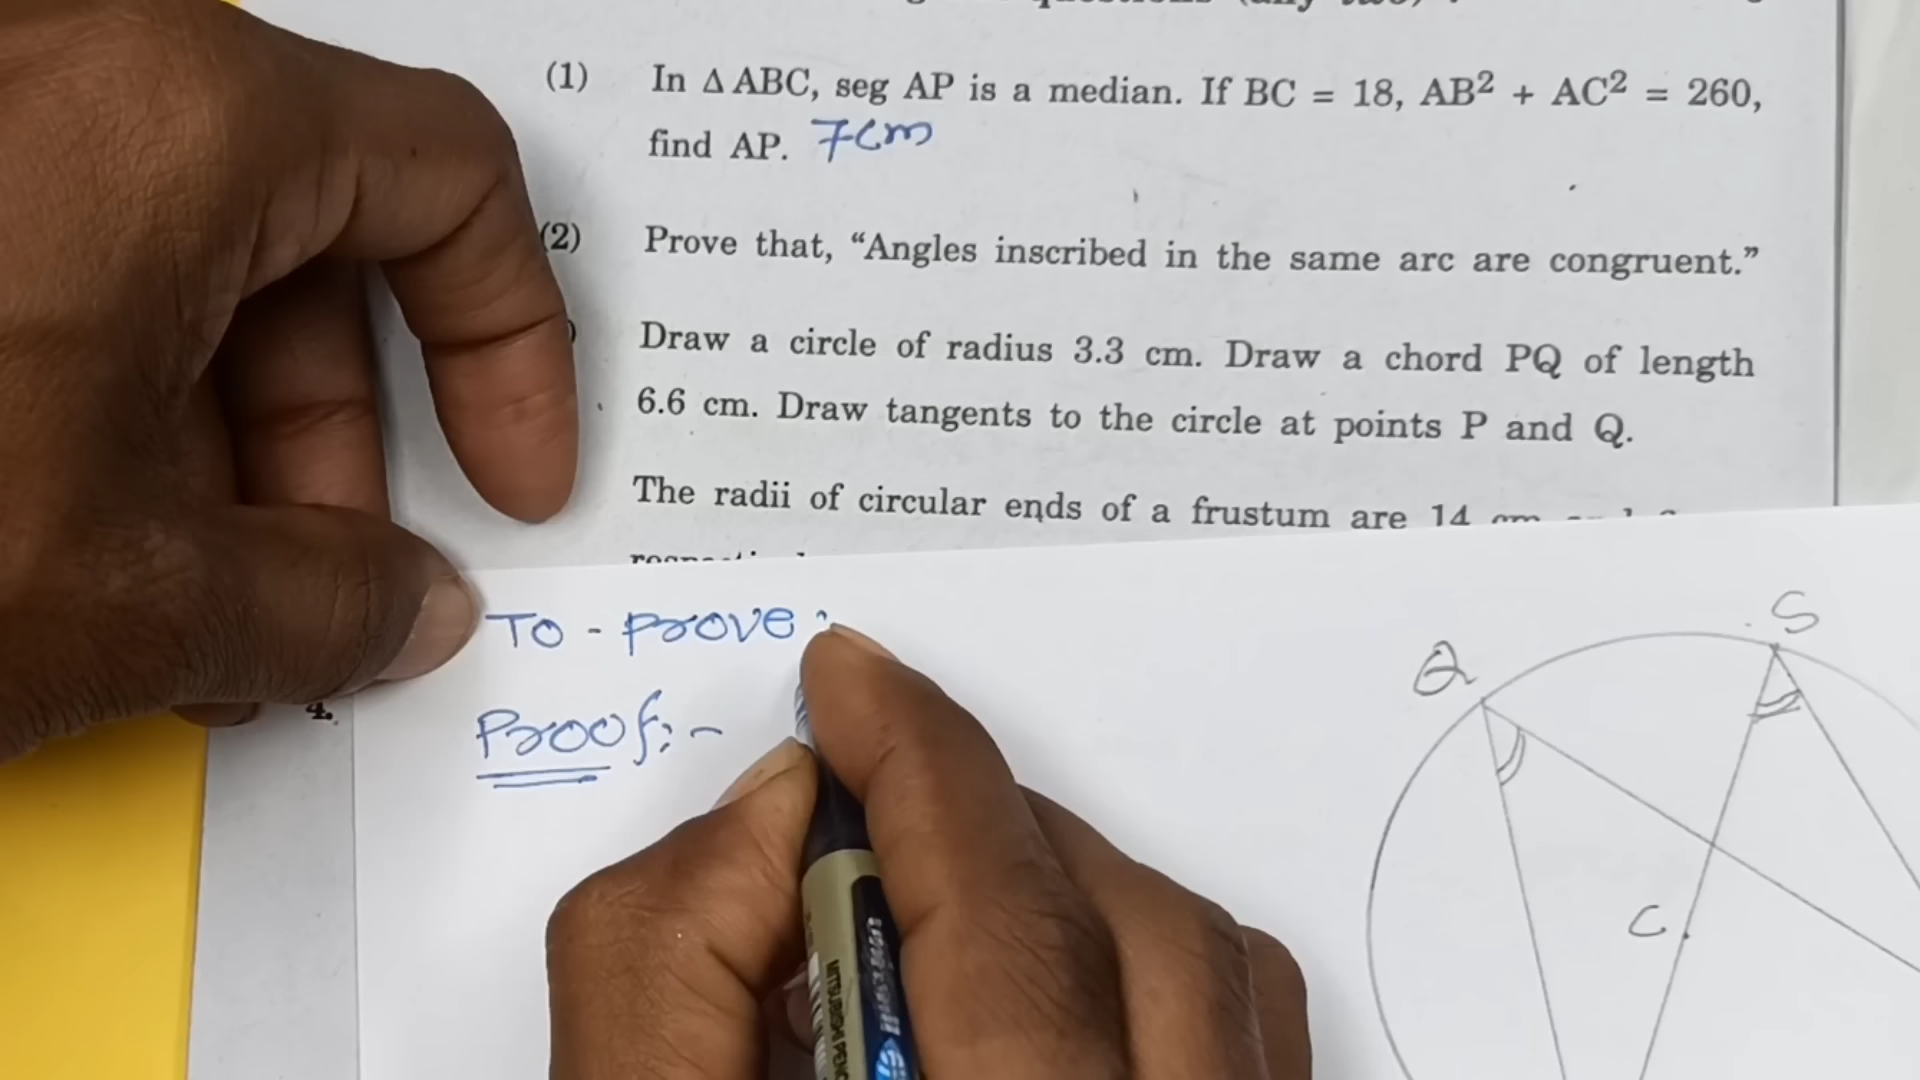 (1) In Δ ABC, seg AP is a median. If BC = 18, AB² + AC² = 260,
find AP. 7cm
(2) Prove that, “Angles inscribed in the same arc are congruent.”
Draw a circle of radius 3.3 cm. Draw a chord PQ of length
6.6 cm. Draw tangents to the circle at points P and Q.
The radii of circular ends of a frustum are 14
To - Prove :
4.
Proof:-
S
Q
C